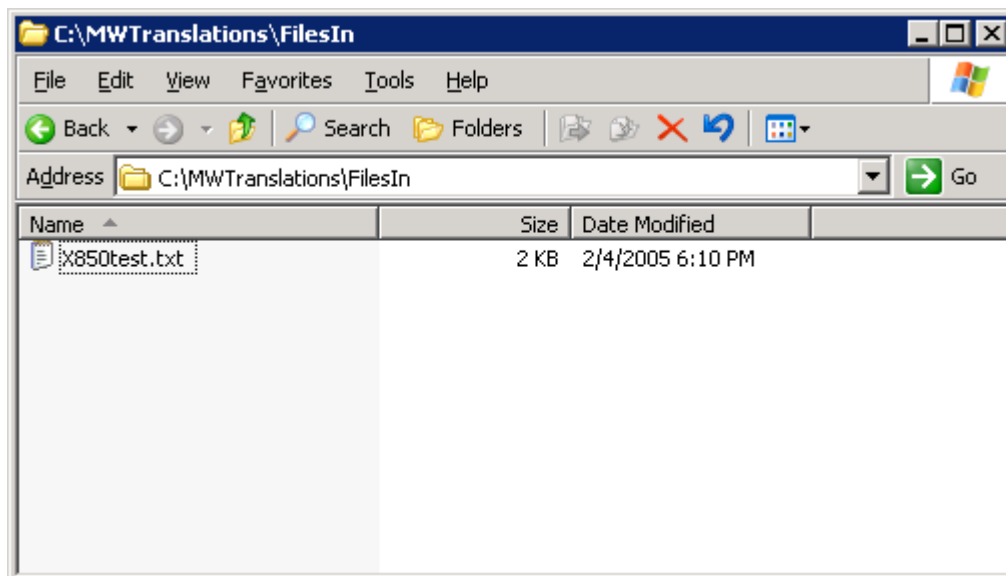 C:\MWTranslations\FilesIn
File Edit View Favorites Tools Help
Back Search Folders
Address C:\MWTranslations\FilesIn Go
Name Size Date Modified
X850test.txt 2 KB 2/4/2005 6:10 PM